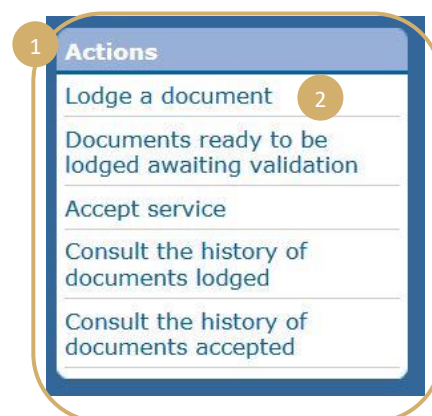 1
Actions
Lodge a document
2
Documents ready to be
lodged awaiting validation
Accept service
Consult the history of
documents lodged
Consult the history of
documents accepted